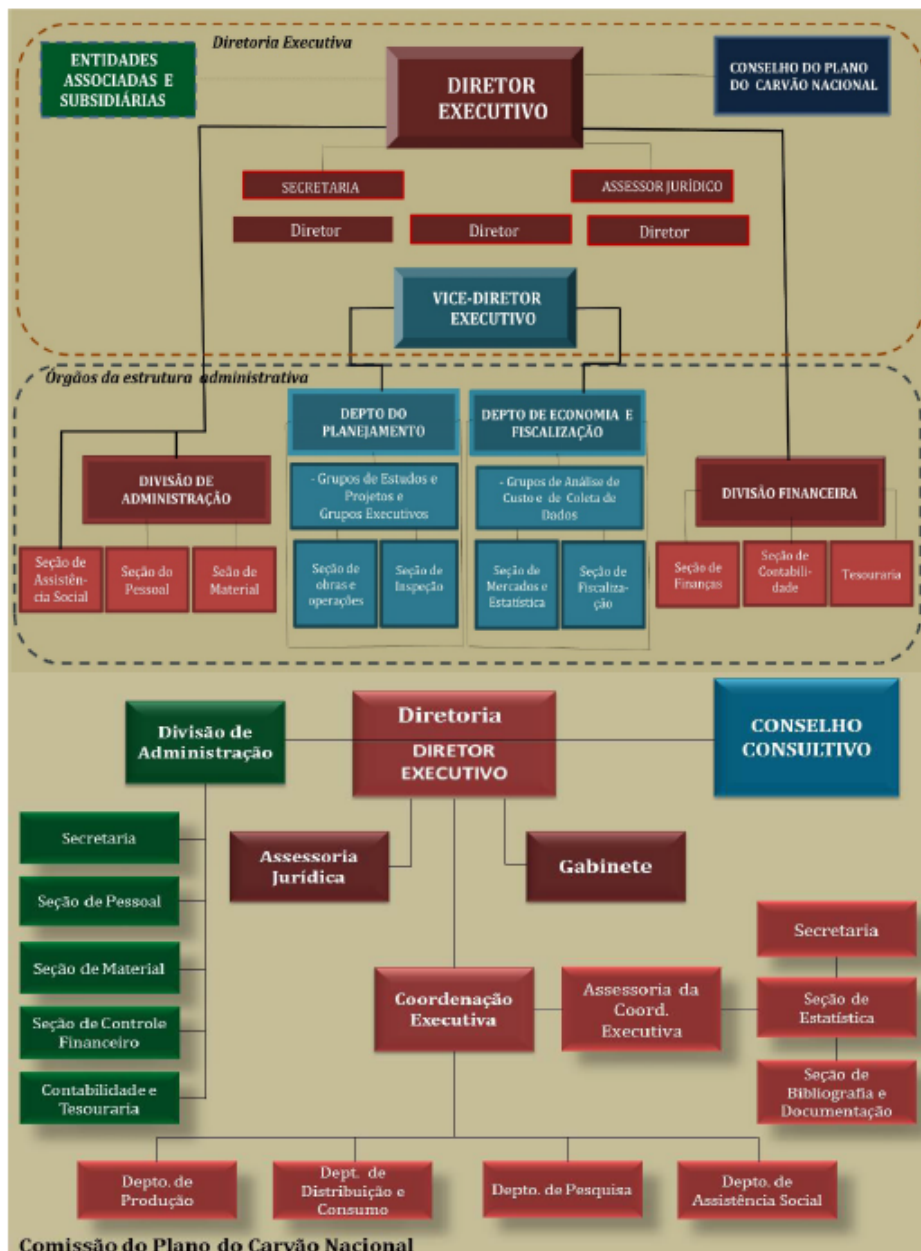 Diretoria Executiva
ENTIDADES
ASSOCIADAS E
SUBSIDIÁRIAS
DIRETOR
EXECUTIVO
CONSELHO DO PLANO
DO CARVÃO NACIONAL
SECRETARIA
ASSESSOR JURÍDICO
Diretor
Diretor
Diretor
VICE-DIRETOR
EXECUTIVO
Órgãos da estrutura administrativa
DEPTO DO
PLANEJAMENTO
DEPTO DE ECONOMIA E
FISCALIZAÇÃO
DIVISÃO DE
ADMINISTRAÇÃO
- Grupos de Estudos e
Projetos e
Grupos Executivos
- Grupos de Análise de
Custo e de Coleta de
Dados
DIVISÃO FINANCEIRA
Seção de
Assistên-
cia Social
Seção do
Pessoal
Seão de
Material
Seção de
obras e
operações
Seção de
Inspeção
Seção de
Mercados e
Estatística
Seção de
Fiscaliza-
ção
Seção de
Finanças
Seção de
Contabili-
dade
Tesouraria
Divisão de
Administração
Diretoria
DIRETOR
EXECUTIVO
CONSELHO
CONSULTIVO
Secretaria
Seção de Pessoal
Seção de Material
Seção de Controle
Financeiro
Contabilidade e
Tesouraria
Assessoria
Jurídica
Gabinete
Coordenação
Executiva
Assessoria da
Coord.
Executiva
Secretaria
Seção de
Estatística
Seção de
Bibliografia e
Documentação
Depto. de
Produção
Dept. de
Distribuição e
Consumo
Depto. de Pesquisa
Depto. de
Assistência Social
Comissão do Plano do Carvão Nacional